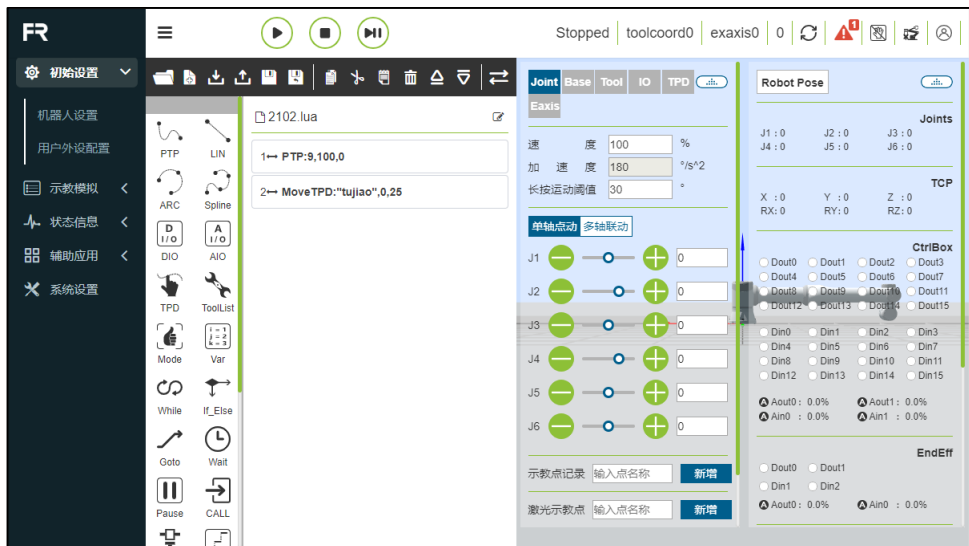 FR
Stopped toolcoord0 exaxis0 0 1
初始设置
机器人设置
用户外设配置
示教模拟
状态信息
辅助应用
系统设置
PTP LIN
ARC Spline
D I/O A I/O
DIO AIO
TPD ToolList
i=1
j=2
k=3
Mode Var
While If_Else
Goto Wait
Pause CALL
2102.lua
1 PTP:9,100,0
2 MoveTPD:"tujiao",0,25
Joint Base Tool IO TPD
Eaxis
速 度 100 %
加 速 度 180 °/s^2
长按运动阈值 30 °
单轴点动 多轴联动
J1 0
J2 0
J3 0
J4 0
J5 0
J6 0
示教点记录 输入点名称 新增
激光示教点 输入点名称 新增
Robot Pose
Joints
J1 : 0 J2 : 0 J3 : 0
J4 : 0 J5 : 0 J6 : 0
TCP
X : 0 Y : 0 Z : 0
RX: 0 RY: 0 RZ: 0
CtrlBox
Dout0 Dout1 Dout2 Dout3
Dout4 Dout5 Dout6 Dout7
Dout8 Dout9 Dout10 Dout11
Dout12 Dout13 Dout14 Dout15
Din0 Din1 Din2 Din3
Din4 Din5 Din6 Din7
Din8 Din9 Din10 Din11
Din12 Din13 Din14 Din15
A Aout0 : 0.0% A Aout1 : 0.0%
A Ain0 : 0.0% A Ain1 : 0.0%
EndEff
Dout0 Dout1
Din1 Din2
A Aout0 : 0.0% A Ain0 : 0.0%